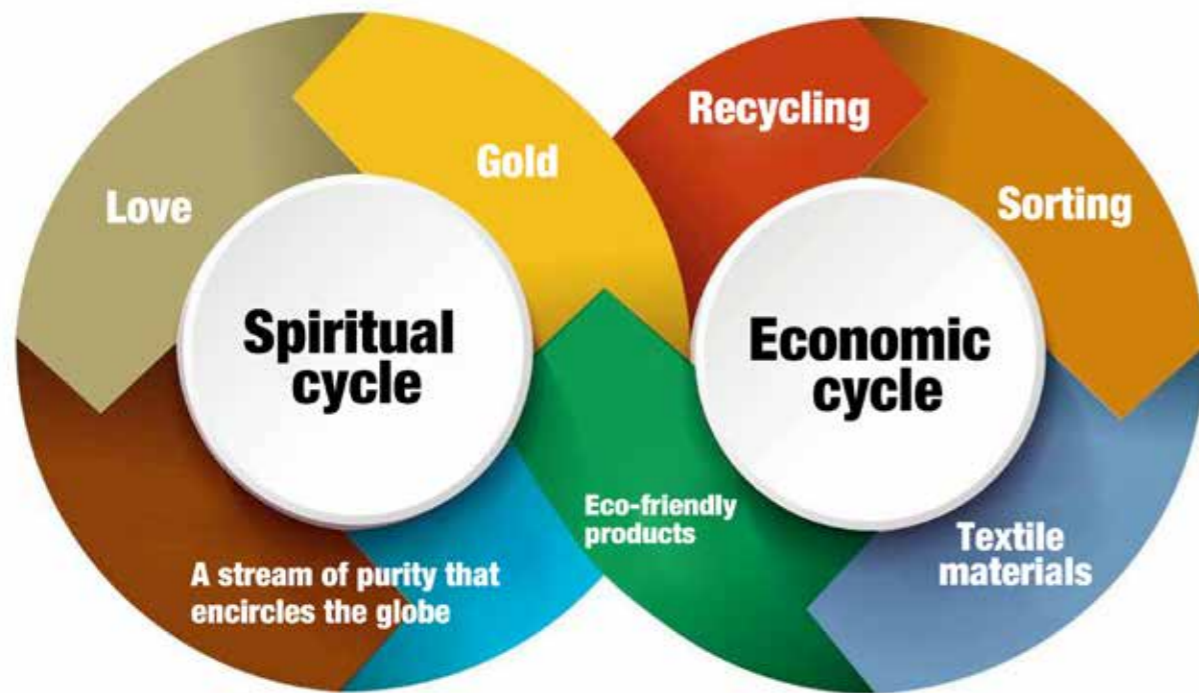 Love
Gold
Spiritual
cycle
A stream of purity that
encircles the globe
Recycling
Sorting
Economic
cycle
Textile
materials
Eco-friendly
products